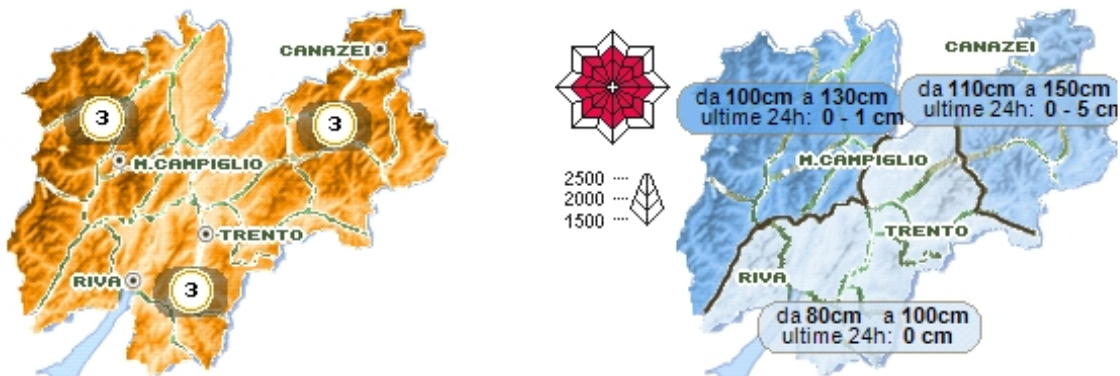 CANAZEI
3
3
M.CAMPIGLIO
TRENTO
RIVA
3
2500
2000
1500
CANAZEI
da 100cm a 130cm
ultime 24h: 0 - 1 cm
da 110cm a 150cm
ultime 24h: 0 - 5 cm
M.CAMPIGLIO
TRENTO
RIVA
da 80cm a 100cm
ultime 24h: 0 cm